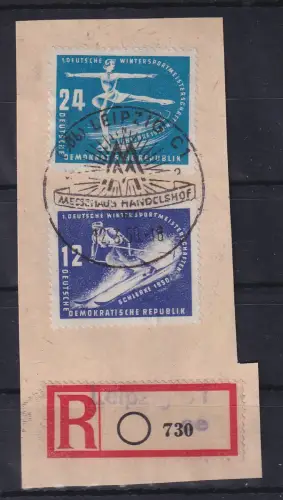 1. DEUTSCHE WINTERSPORTMEISTERSCHAFTEN
24
LEIPZIG C
DEUTSCHE
DEMOKRATISCHE REPUBLIK
MESSHAUS HANDELSHOF
1. DEUTSCHE WINTERSPORTMEISTERSCHAFTEN
12
SCHIERKE 1950
DEUTSCHE
DEMOKRATISCHE REPUBLIK
R
730